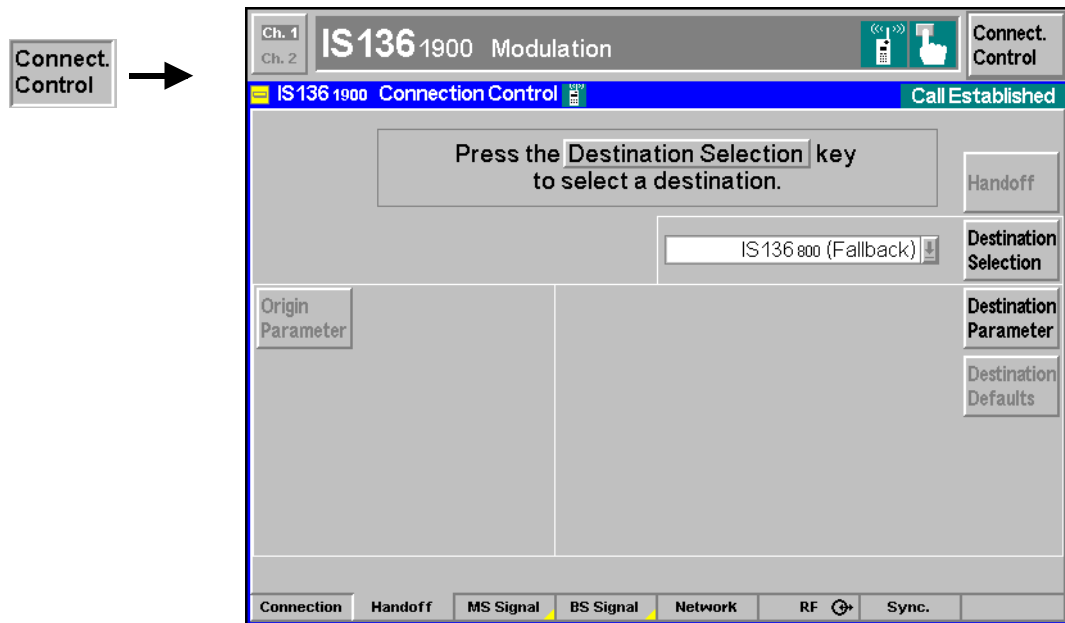 Connect.
Control
Ch. 1
Ch. 2
IS136 1900 Modulation
Connect.
Control
IS136 1900 Connection Control
Call Established
Press the Destination Selection key
to select a destination.
Handoff
IS136 800 (Fallback)
Destination
Selection
Origin
Parameter
Destination
Parameter
Destination
Defaults
Connection Handoff MS Signal BS Signal Network RF Sync.